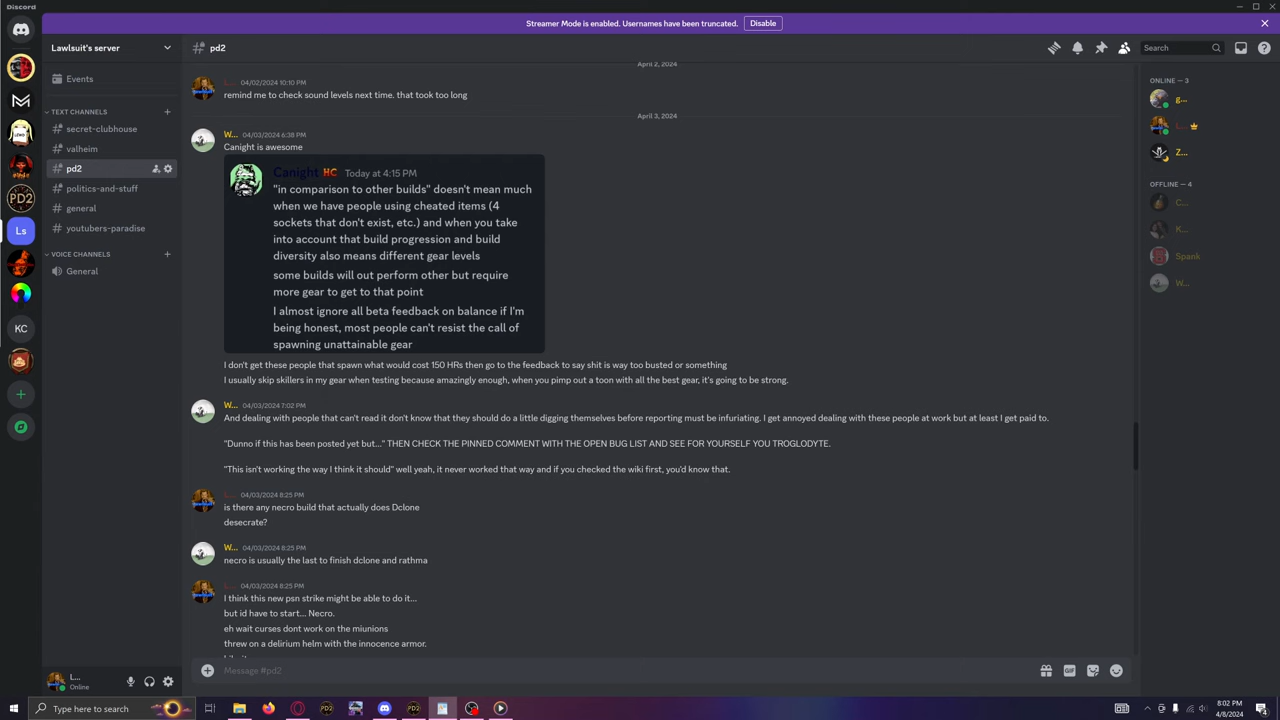 Discord
Streamer Mode is enabled. Usernames have been truncated. Disable
Lawlsuit's server
pd2
Search
Events
TEXT CHANNELS
secret-clubhouse
valheim
pd2
politics-and-stuff
general
youtubers-paradise
VOICE CHANNELS
General
PD2
Ls
KC
April 2, 2024
L... 04/02/2024 10:10 PM
remind me to check sound levels next time. that took too long
April 3, 2024
W... 04/03/2024 6:38 PM
Canight is awesome
Canight HC Today at 4:15 PM
"in comparison to other builds" doesn't mean much
when we have people using cheated items (4
sockets that don't exist, etc.) and when you take
into account that build progression and build
diversity also means different gear levels
some builds will out perform other but require
more gear to get to that point
I almost ignore all beta feedback on balance if I'm
being honest, most people can't resist the call of
spawning unattainable gear
I don't get these people that spawn what would cost 150 HRs then go to the feedback to say shit is way too busted or something
I usually skip skillers in my gear when testing because amazingly enough, when you pimp out a toon with all the best gear, it's going to be strong.
W... 04/03/2024 7:02 PM
And dealing with people that can't read it don't know that they should do a little digging themselves before reporting must be infuriating. I get annoyed dealing with these people at work but at least I get paid to.
"Dunno if this has been posted yet but..." THEN CHECK THE PINNED COMMENT WITH THE OPEN BUG LIST AND SEE FOR YOURSELF YOU TROGLODYTE.
"This isn't working the way I think it should" well yeah, it never worked that way and if you checked the wiki first, you'd know that.
L... 04/03/2024 8:25 PM
is there any necro build that actually does Dclone
desecrate?
W... 04/03/2024 8:25 PM
necro is usually the last to finish dclone and rathma
L... 04/03/2024 8:25 PM
I think this new psn strike might be able to do it...
but id have to start... Necro.
eh wait curses dont work on the miunions
threw on a delirium helm with the innocence armor.
Message #pd2
GIF
ONLINE — 3
g...
L...
Z...
OFFLINE — 4
C...
K...
Spank
W...
L...
Online
Type here to search
8:02 PM
4/8/2024